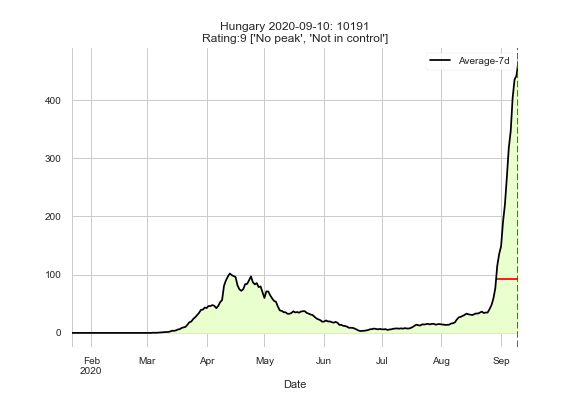 Hungary 2020-09-10: 10191
Rating:9 ['No peak', 'Not in control']
Average-7d
400
300
200
100
0
Feb Mar Apr May Jun Jul Aug Sep
2020
Date